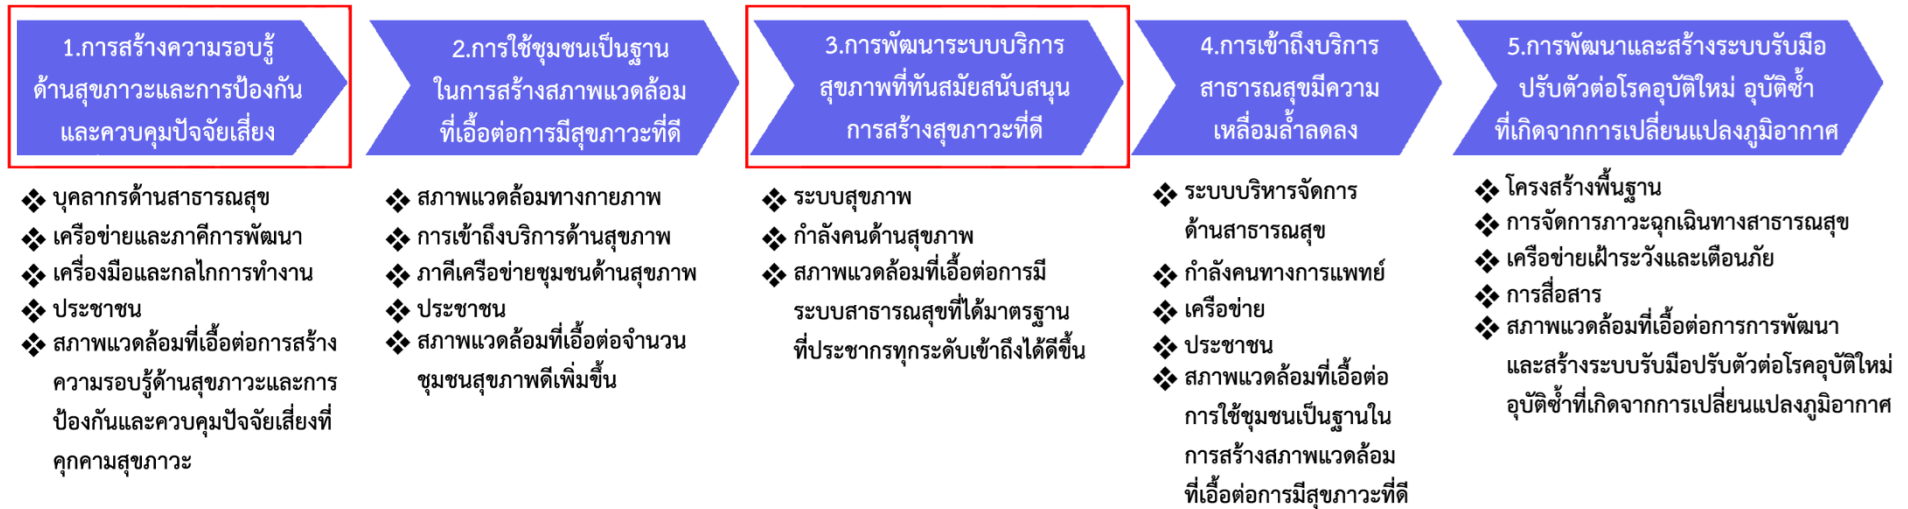 1.การสร้างความรอบรู้
ด้านสุขภาวะและการป้องกัน
และควบคุมปัจจัยเสี่ยง
❖ บุคลากรด้านสาธารณสุข
❖ เครือข่ายและภาคีการพัฒนา
❖ เครื่องมือและกลไกการทำงาน
❖ ประชาชน
❖ สภาพแวดล้อมที่เอื้อต่อการสร้าง
ความรอบรู้ด้านสุขภาวะและการ
ป้องกันและควบคุมปัจจัยเสี่ยงที่
คุกคามสุขภาวะ
2.การใช้ชุมชนเป็นฐาน
ในการสร้างสภาพแวดล้อม
ที่เอื้อต่อการมีสุขภาวะที่ดี
❖ สภาพแวดล้อมทางกายภาพ
❖ การเข้าถึงบริการด้านสุขภาพ
❖ ภาคีเครือข่ายชุมชนด้านสุขภาพ
❖ ประชาชน
❖ สภาพแวดล้อมที่เอื้อต่อจำนวน
ชุมชนสุขภาพดีเพิ่มขึ้น
3.การพัฒนาระบบบริการ
สุขภาพที่ทันสมัยสนับสนุน
การสร้างสุขภาวะที่ดี
❖ ระบบสุขภาพ
❖ กำลังคนด้านสุขภาพ
❖ สภาพแวดล้อมที่เอื้อต่อการมี
ระบบสาธารณสุขที่ได้มาตรฐาน
ที่ประชากรทุกระดับเข้าถึงได้ดีขึ้น
4.การเข้าถึงบริการ
สาธารณสุขมีความ
เหลื่อมล้ำลดลง
❖ ระบบบริหารจัดการ
ด้านสาธารณสุข
❖ กำลังคนทางการแพทย์
❖ เครือข่าย
❖ ประชาชน
❖ สภาพแวดล้อมที่เอื้อต่อ
การใช้ชุมชนเป็นฐานใน
การสร้างสภาพแวดล้อม
ที่เอื้อต่อการมีสุขภาวะที่ดี
5.การพัฒนาและสร้างระบบรับมือ
ปรับตัวต่อโรคอุบัติใหม่ อุบัติซ้ำ
ที่เกิดจากการเปลี่ยนแปลงภูมิอากาศ
❖ โครงสร้างพื้นฐาน
❖ การจัดการภาวะฉุกเฉินทางสาธารณสุข
❖ เครือข่ายเฝ้าระวังและเตือนภัย
❖ การสื่อสาร
❖ สภาพแวดล้อมที่เอื้อต่อการการพัฒนา
และสร้างระบบรับมือปรับตัวต่อโรคอุบัติใหม่
อุบัติซ้ำที่เกิดจากการเปลี่ยนแปลงภูมิอากาศ